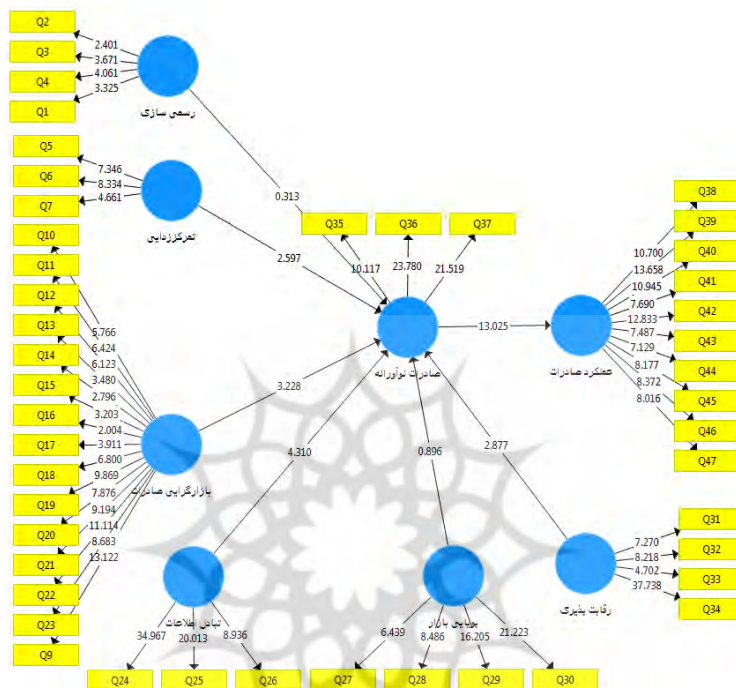 Q2
Q3
Q4
Q1
2.401
3.671
4.061
3.325
رسمی سازی
Q5
Q6
Q7
7.346
8.334
4.661
تمرکززدایی
0.313
2.597
Q35
Q36
Q37
10.117
23.780
21.519
صادرات نوآورانه
13.025
عملکرد صادرات
Q38
Q39
Q40
Q41
Q42
Q43
Q44
Q45
Q46
Q47
10.700
13.658
10.945
7.690
12.833
7.487
7.129
8.177
8.372
8.016
Q10
Q11
Q12
Q13
Q14
Q15
Q16
Q17
Q18
Q19
Q20
Q21
Q22
Q23
Q9
5.766
6.424
6.123
3.480
2.796
3.203
2.004
3.911
6.800
9.869
7.876
9.194
11.114
8.683
13.122
بازارگرایی صادرات
3.228
4.310
0.896
2.877
تبادل اطلاعات
34.967
20.013
8.936
Q24
Q25
Q26
پویایی بازار
6.439
8.486
16.205
21.223
Q27
Q28
Q29
Q30
رقابت پذیری
7.270
8.218
4.702
37.738
Q31
Q32
Q33
Q34